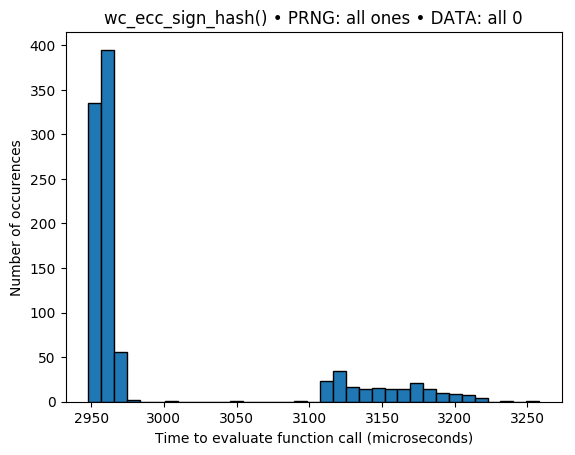 wc_ecc_sign_hash() • PRNG: all ones • DATA: all 0
Number of occurences
400
350
300
250
200
150
100
50
0
2950 3000 3050 3100 3150 3200 3250
Time to evaluate function call (microseconds)